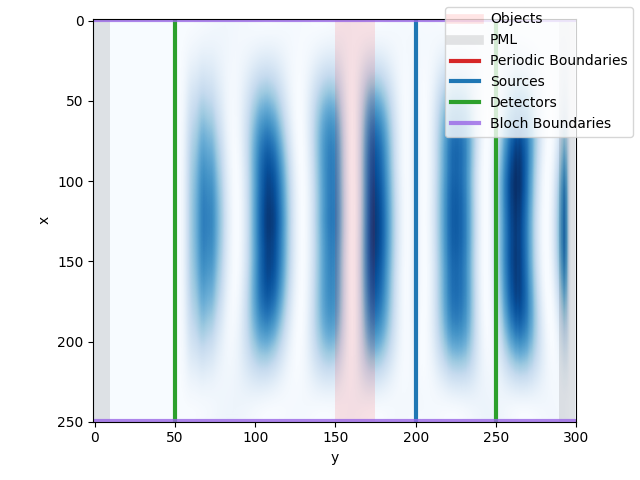 Objects
PML
Periodic Boundaries
Sources
Detectors
Bloch Boundaries
0
50
100
150
200
250
x
0
50
100
150
200
250
300
y